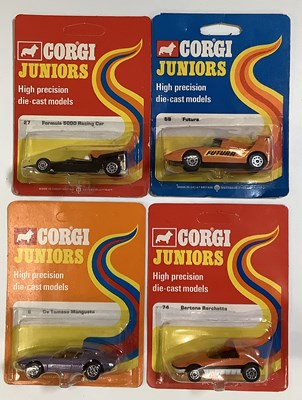 CORGI
JUNIORS
High precision
die-cast models
27 Formula 5000 Racing Car
CORGI
JUNIORS
High precision
die-cast models
55 Futura
FUTURA
CORGI
JUNIORS
High precision
die-cast models
De Tomaso Mangusta
CORGI
JUNIORS
High precision
die-cast models
74 Bertone Barchetta